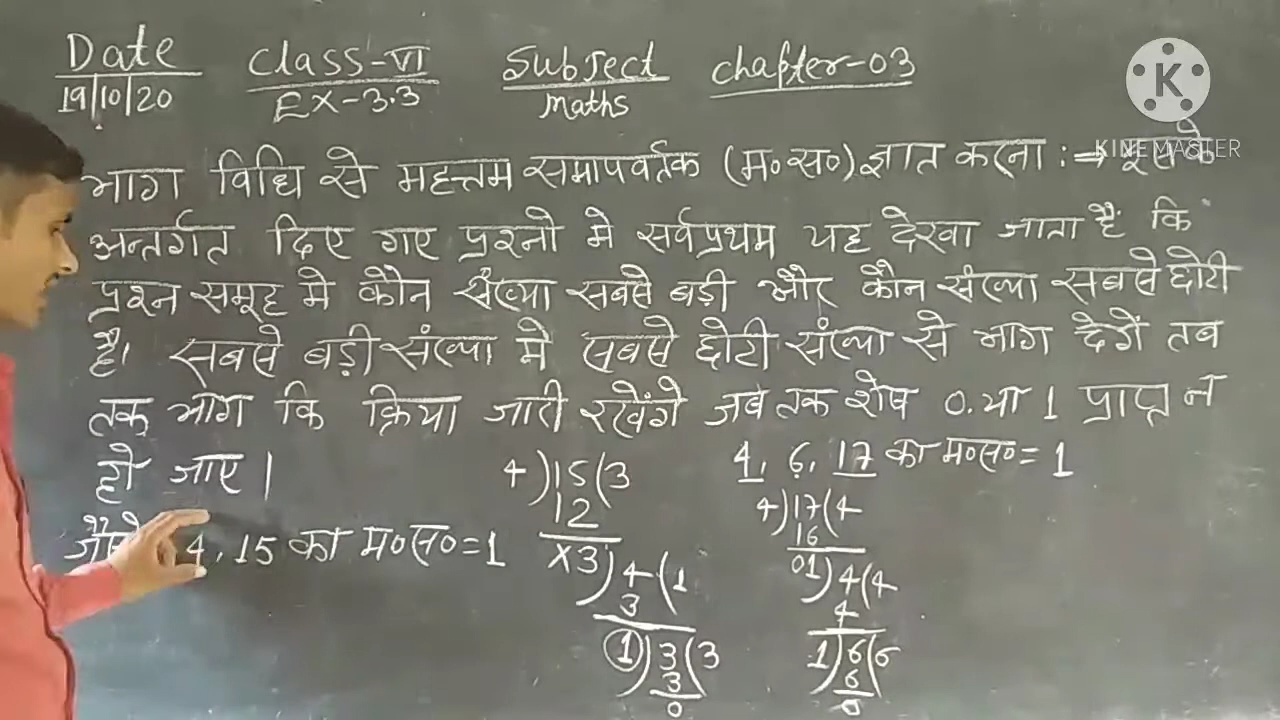 Date Class-VI Subject chapter-03
19/10/20 EX-3.3 maths
K
KINEMASTER
भाग विधि से महत्तम समापवर्तक (म०स०) ज्ञात करना :⇒ इसके
अन्तर्गत दिए गए प्रश्नो मे सर्वप्रथम यह देखा जाता है कि
प्रश्न समूह मे कौन संख्या सबसे बड़ी और कौन संख्या सबसे छोटी
है। सबसे बड़ी संख्या मे सबसे छोटी संख्या से भाग देगें तब
तक भाग कि क्रिया जारी रखेंगे जब तक शेष 0. या 1 प्राप्त न
हो जाए।
जैसे 4, 15 का म०स० = 1
4)15(3
12
×3)4(1
3
1)3(3
3
0
4, 6, 17 का म०स० = 1
4)17(4
16
01)4(4
4
1)6(6
6
0